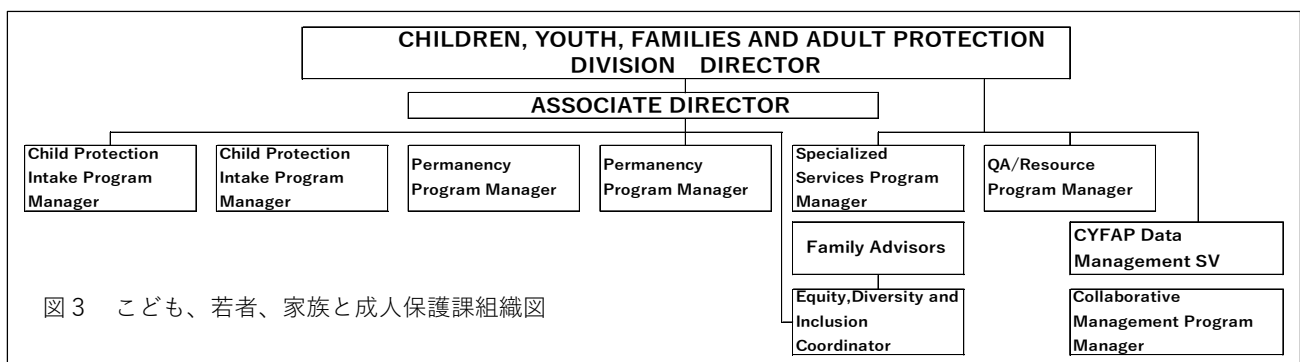 CHILDREN, YOUTH, FAMILIES AND ADULT PROTECTION
DIVISION DIRECTOR
ASSOCIATE DIRECTOR
Child Protection
Intake Program
Manager
Child Protection
Intake Program
Manager
Permanency
Program Manager
Permanency
Program Manager
Specialized
Services Program
Manager
QA/Resource
Program Manager
Family Advisors
CYFAP Data
Management SV
Equity,Diversity and
Inclusion
Coordinator
Collaborative
Management Program
Manager
図3 こども、若者、家族と成人保護課組織図